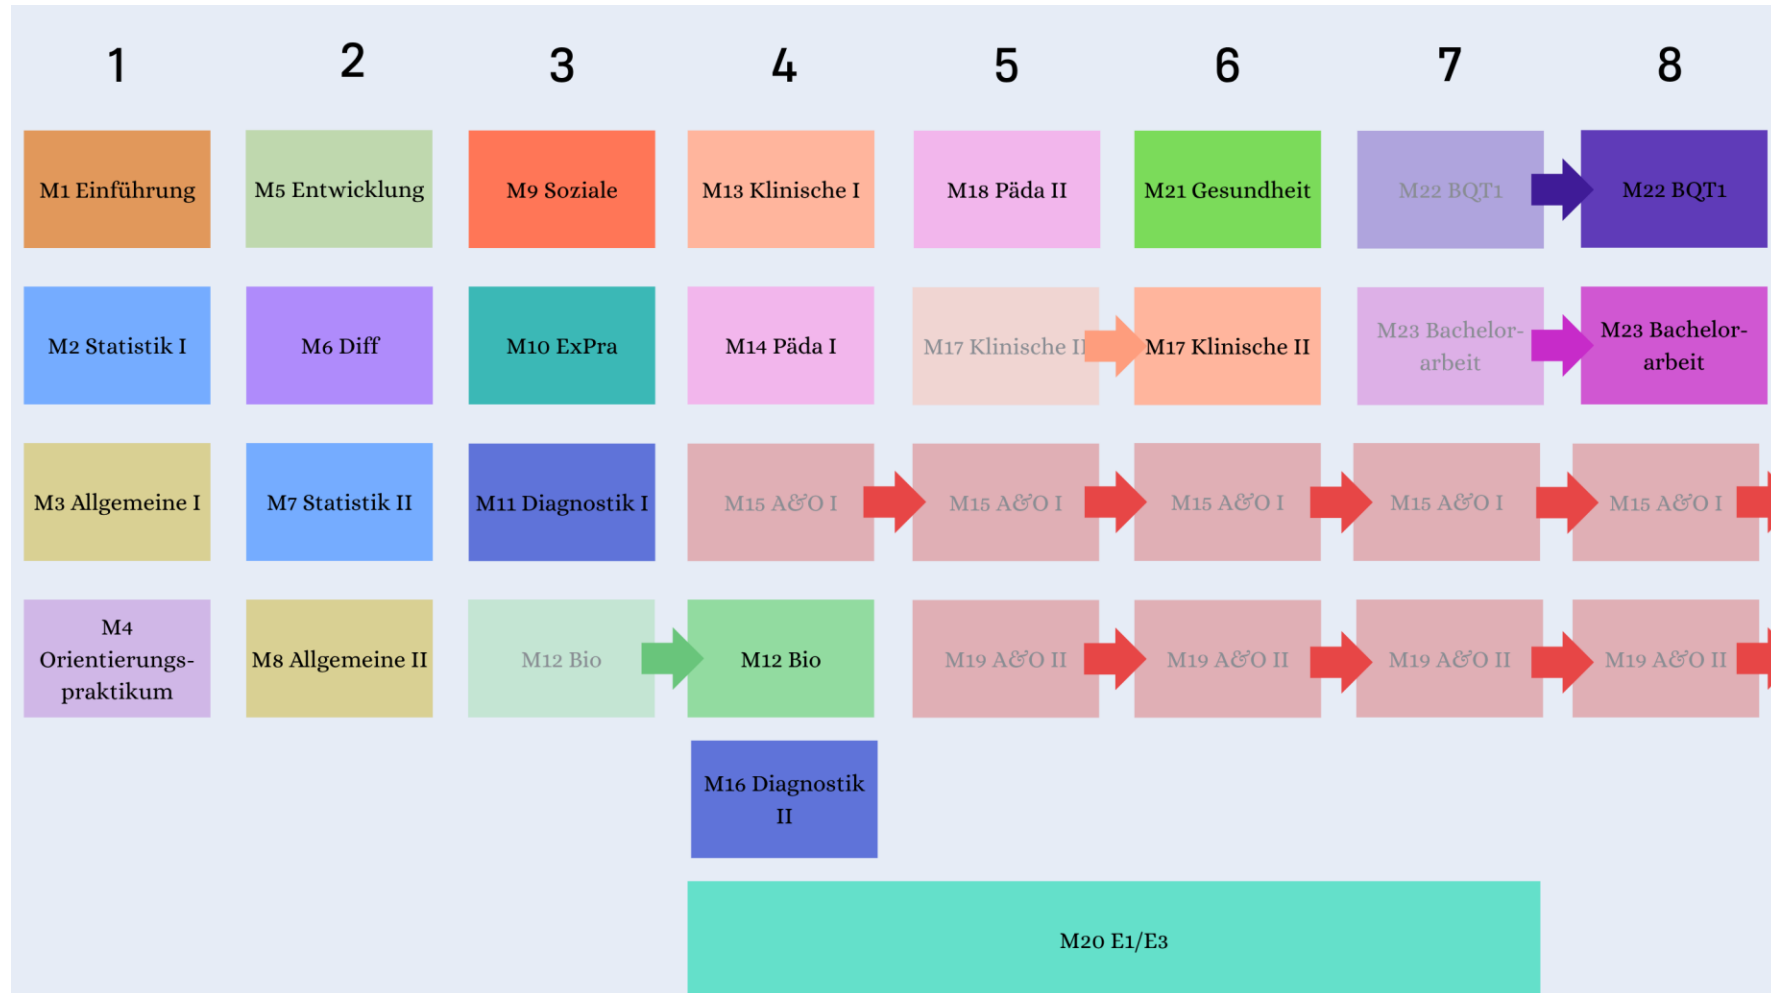 1 2 3 4 5 6 7 8
M1 Einführung
M5 Entwicklung
M9 Soziale
M13 Klinische I
M18 Päda II
M21 Gesundheit
M22 BQT1
M22 BQT1
M2 Statistik I
M6 Diff
M10 ExPra
M14 Päda I
M17 Klinische II
M17 Klinische II
M23 Bachelor-
arbeit
M23 Bachelor-
arbeit
M3 Allgemeine I
M7 Statistik II
M11 Diagnostik I
M15 A&O I
M15 A&O I
M15 A&O I
M15 A&O I
M15 A&O I
M4
Orientierungs-
praktikum
M8 Allgemeine II
M12 Bio
M12 Bio
M19 A&O II
M19 A&O II
M19 A&O II
M19 A&O II
M16 Diagnostik
II
M20 E1/E3